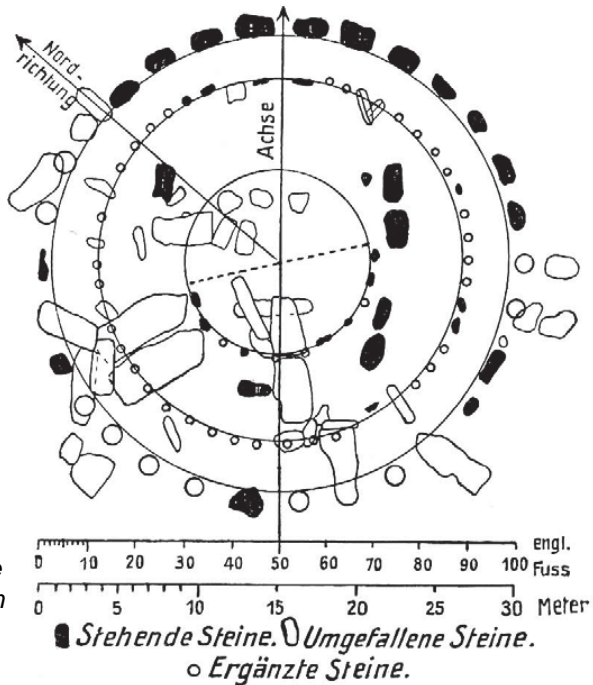 Nord-
richtung
Achse
0 10 20 30 40 50 60 70 80 90 100 engl.
Fuss
e
n
0 5 10 15 20 25 30 Meter
Stehende Steine. Umgefallene Steine.
Ergänzte Steine.